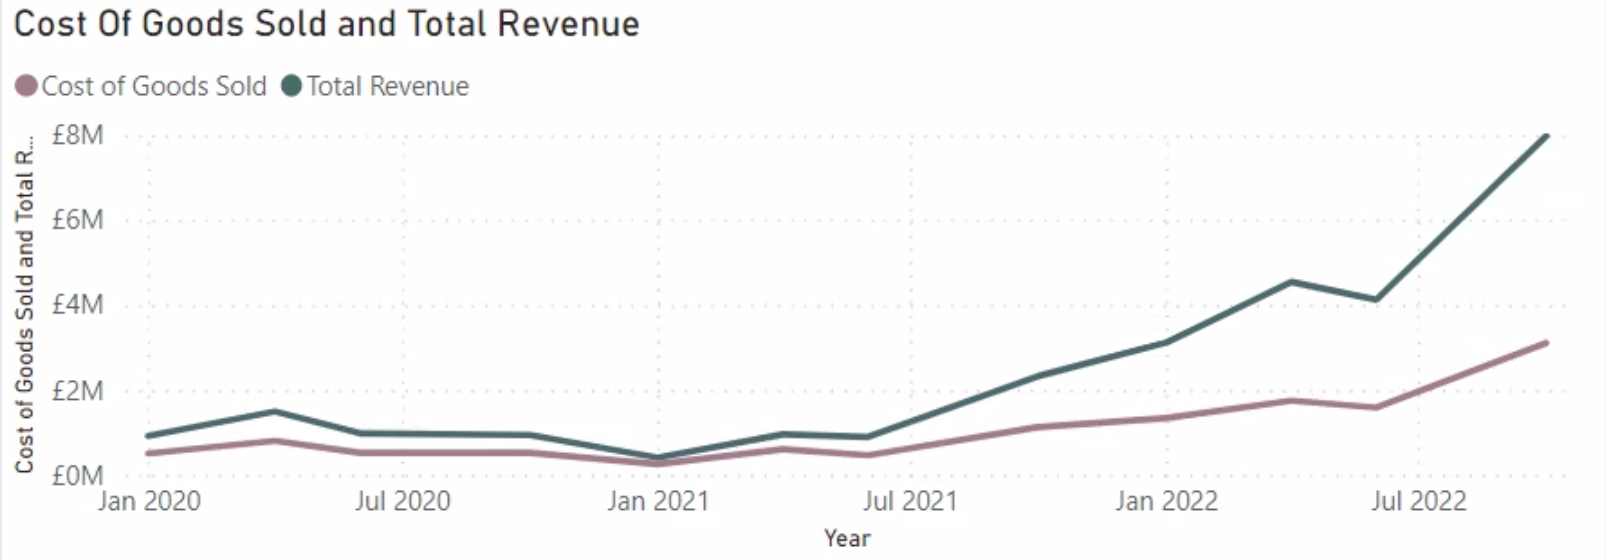 Cost Of Goods Sold and Total Revenue
Cost of Goods Sold Total Revenue
Cost of Goods Sold and Total R...
£8M
£6M
£4M
£2M
£0M
Jan 2020 Jul 2020 Jan 2021 Jul 2021 Jan 2022 Jul 2022
Year